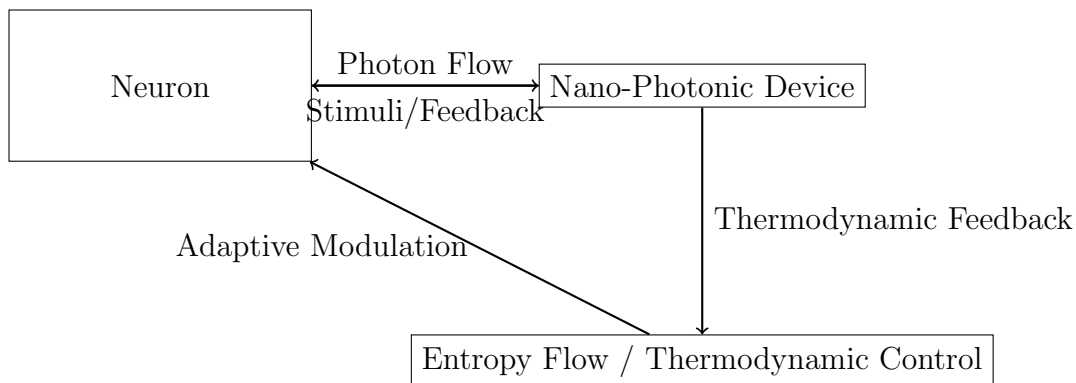 Photon Flow
Neuron
Nano-Photonic Device
Stimuli/Feedback
Thermodynamic Feedback
Adaptive Modulation
Entropy Flow / Thermodynamic Control